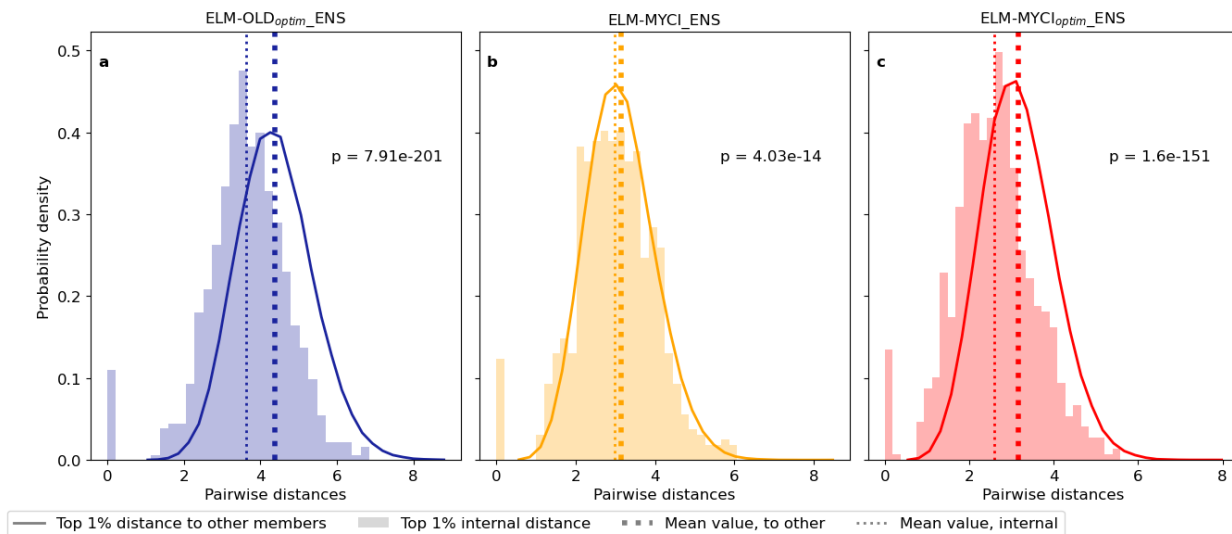 ELM-OLDoptim_ENS
ELM-MYCI_ENS
ELM-MYCIoptim_ENS
Probability density
0.5
0.4
0.3
0.2
0.1
0.0
a
p = 7.91e-201
b
p = 4.03e-14
c
p = 1.6e-151
0 2 4 6 8
0 2 4 6 8
0 2 4 6 8
Pairwise distances
Pairwise distances
Pairwise distances
Top 1% distance to other members
Top 1% internal distance
Mean value, to other
Mean value, internal